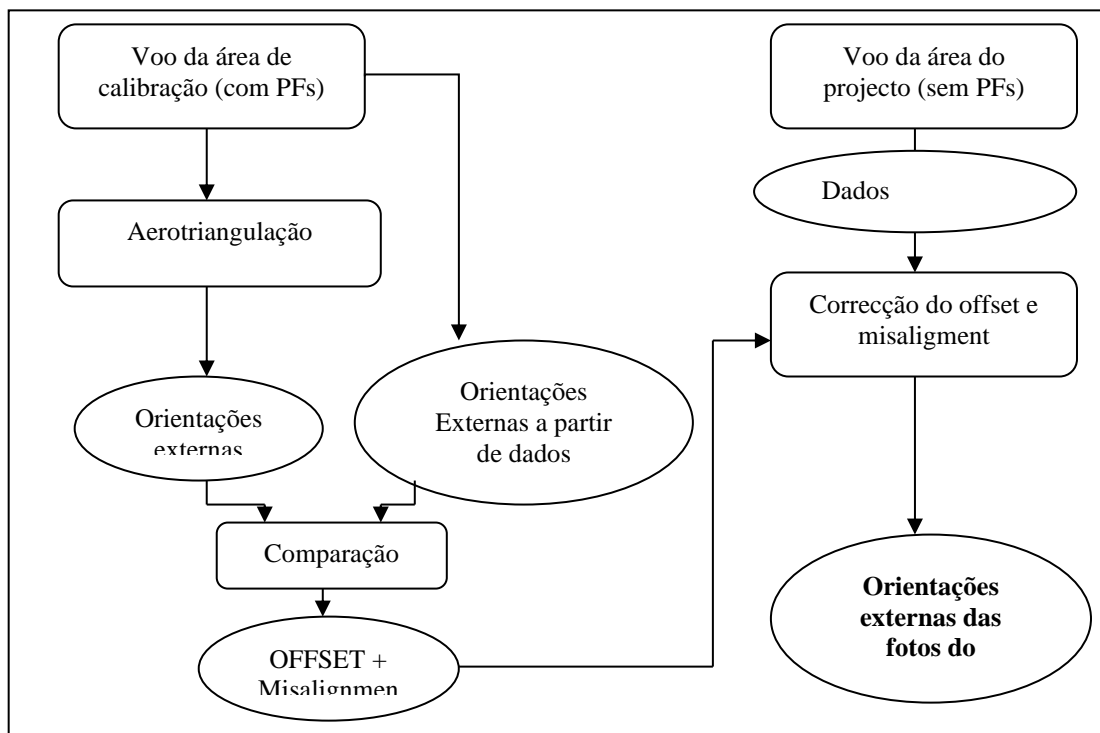 Voo da área de
calibração (com PFs)
Aerotriangulação
Orientações
externas
Orientações
Externas a partir
de dados
Comparação
OFFSET +
Misalignmen
Voo da área do
projecto (sem PFs)
Dados
Correcção do offset e
misaligment
Orientações
externas das
fotos do